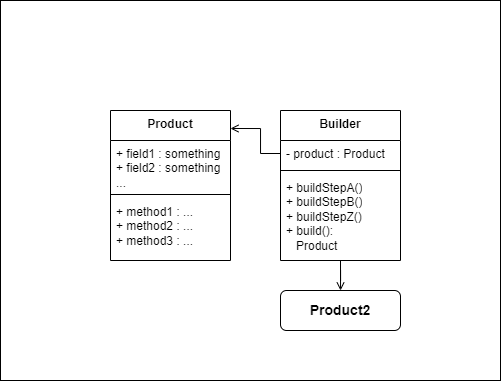 Product
+ field1 : something
+ field2 : something
...
+ method1 : ...
+ method2 : ...
+ method3 : ...
Builder
- product : Product
+ buildStepA()
+ buildStepB()
+ buildStepZ()
+ build():
Product
Product2